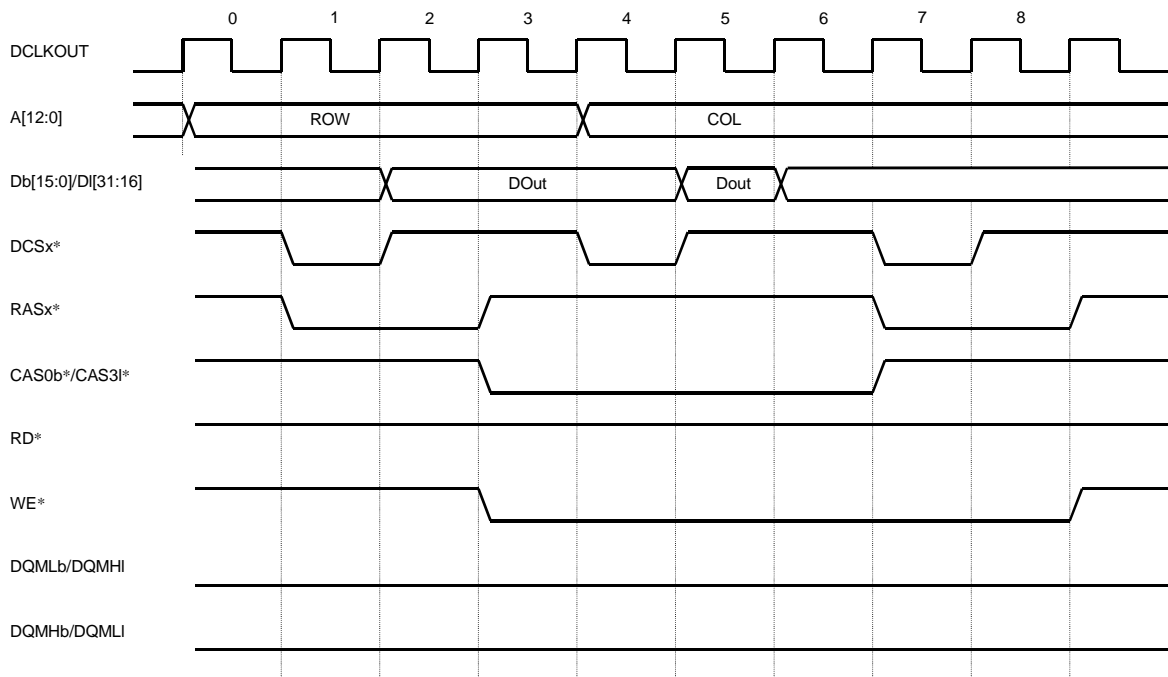 0 1 2 3 4 5 6 7 8
DCLKOUT
A[12:0] ROW COL
Db[15:0]/Dl[31:16] DOut Dout
DCSx*
RASx*
CAS0b*/CAS3l*
RD*
WE*
DQMLb/DQMHl
DQMHb/DQMLl